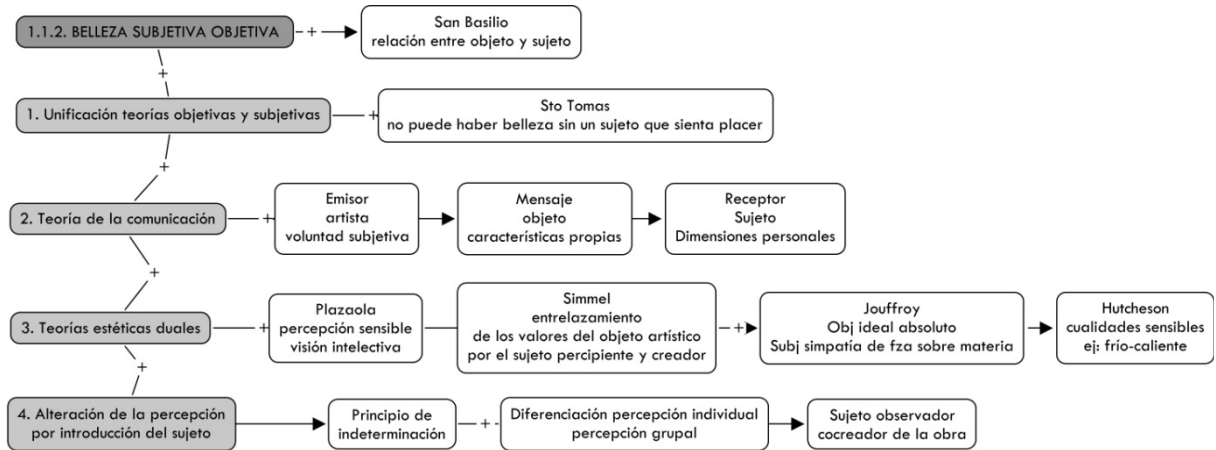 1.1.2. BELLEZA SUBJETIVA OBJETIVA
San Basilio
relación entre objeto y sujeto
1. Unificación teorías objetivas y subjetivas
Sto Tomas
no puede haber belleza sin un sujeto que sienta placer
2. Teoría de la comunicación
Emisor
artista
voluntad subjetiva
Mensaje
objeto
características propias
Receptor
Sujeto
Dimensiones personales
3. Teorías estéticas duales
Plazaola
percepción sensible
visión intelectiva
Simmel
entrelazamiento
de los valores del objeto artístico
por el sujeto percipiente y creador
Jouffroy
Obj ideal absoluto
Subj simpatía de fza sobre materia
Hutcheson
cualidades sensibles
ej: frío-caliente
4. Alteración de la percepción
por introducción del sujeto
Principio de
indeterminación
Diferenciación percepción individual
percepción grupal
Sujeto observador
cocreador de la obra